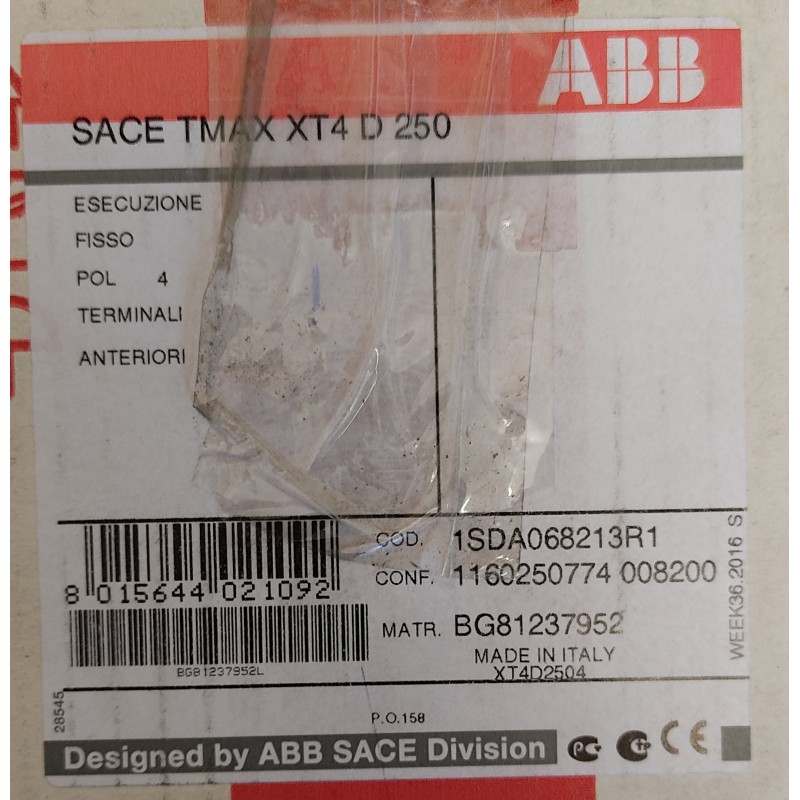 ABB
SACE TMAX XT4 D 250
ESECUZIONE
FISSO
POL 4
TERMINALI
ANTERIORI
COD. 1SDA068213R1
CONF. 1160250774 008200
8 015644 021092
MATR. BG81237952
BG81237952L
MADE IN ITALY
XT4D2504
WEEK36.2016 S
28545
P.O.158
Designed by ABB SACE Division
CE